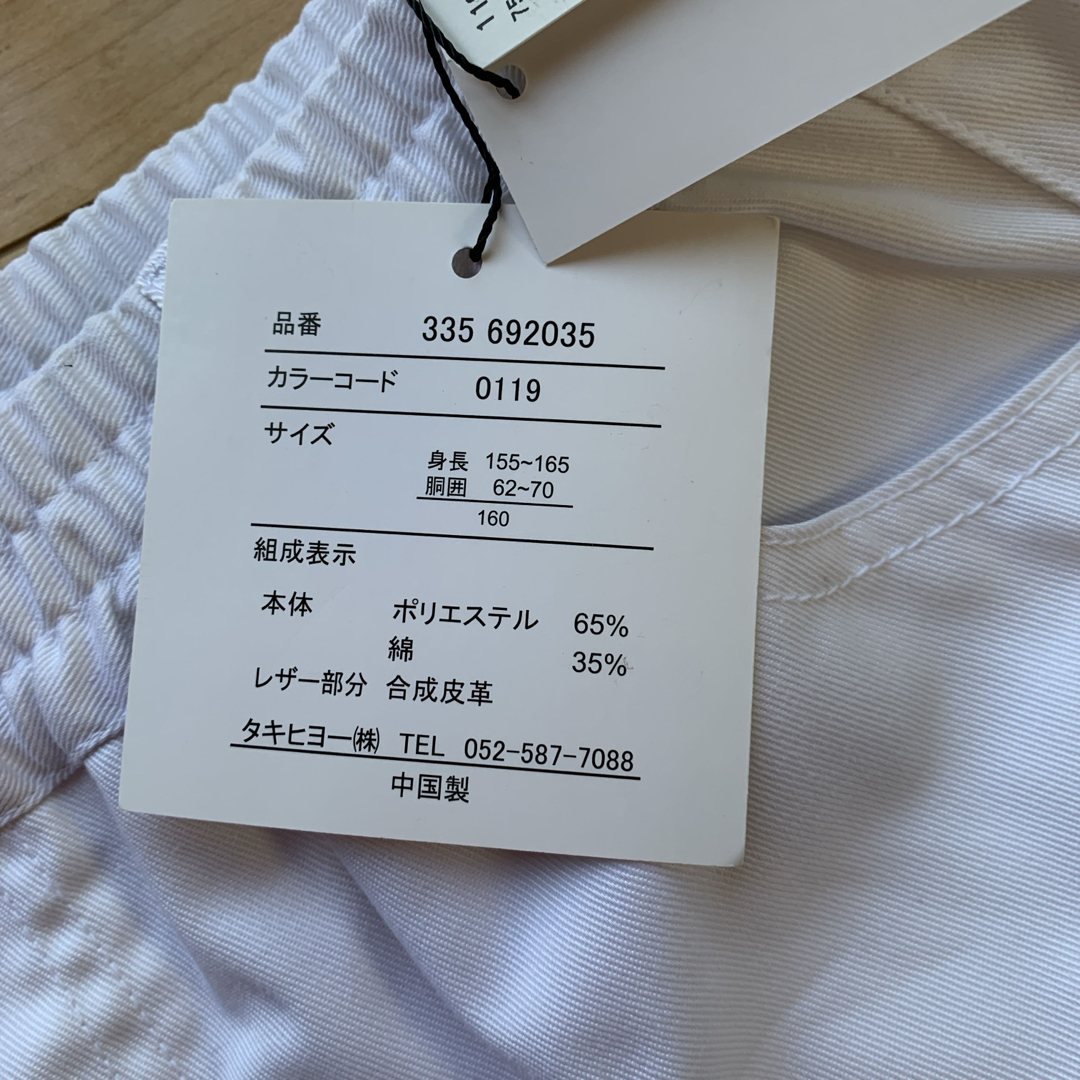 品番 335 692035
カラーコード 0119
サイズ
身長 155~165
胴囲 62~70
160
組成表示
本体 ポリエステル 65%
綿 35%
レザー部分 合成皮革
タキヒヨー㈱ TEL 052-587-7088
中国製